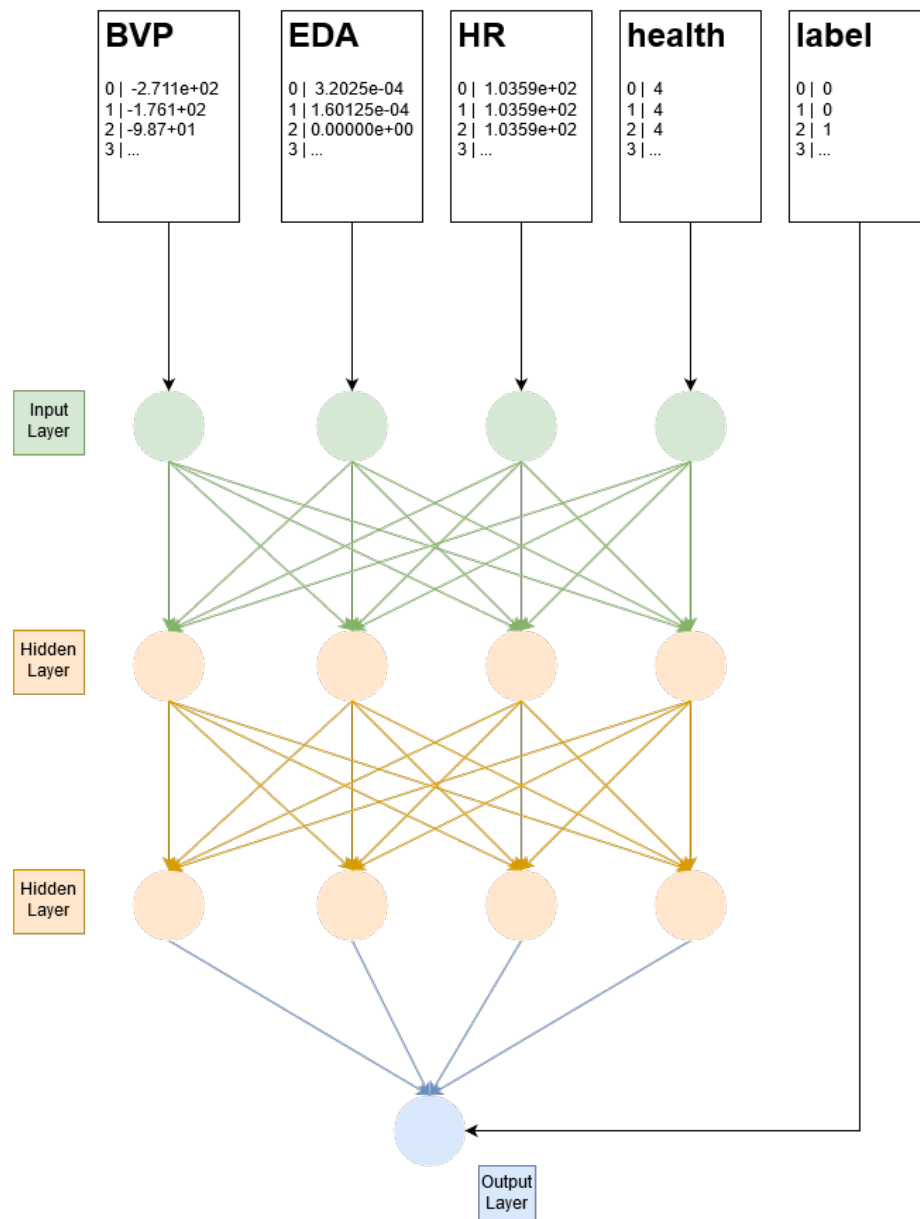 BVP
0 | -2.711e+02
1 | -1.761e+02
2 | -9.87+01
3 | ...
EDA
0 | 3.2025e-04
1 | 1.60125e-04
2 | 0.00000e+00
3 | ...
HR
0 | 1.0359e+02
1 | 1.0359e+02
2 | 1.0359e+02
3 | ...
health
0 | 4
1 | 4
2 | 4
3 | ...
label
0 | 0
1 | 0
2 | 1
3 | ...
Input
Layer
Hidden
Layer
Hidden
Layer
Output
Layer